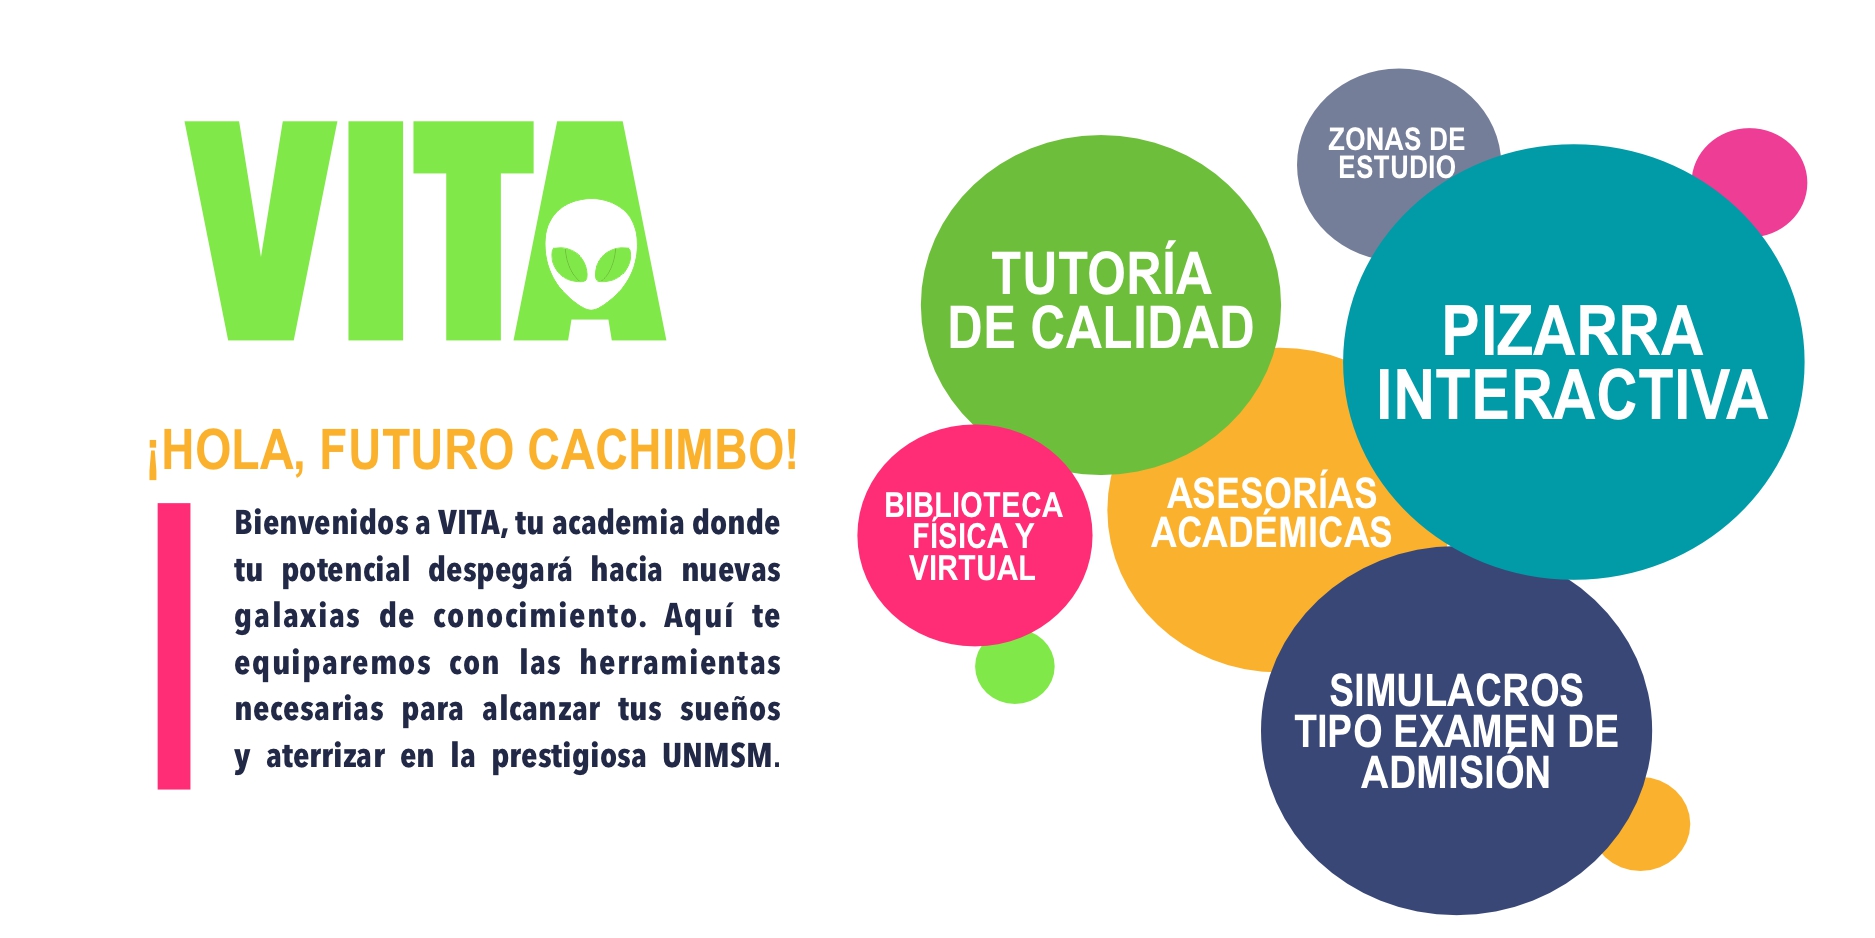 VITA
¡HOLA, FUTURO CACHIMBO!
Bienvenidos a VITA, tu academia donde
tu potencial despegará hacia nuevas
galaxias de conocimiento. Aquí te
equiparemos con las herramientas
necesarias para alcanzar tus sueños
y aterrizar en la prestigiosa UNMSM.
ZONAS DE
ESTUDIO
TUTORÍA
DE CALIDAD
PIZARRA
INTERACTIVA
BIBLIOTECA
FÍSICA Y
VIRTUAL
ASESORÍAS
ACADÉMICAS
SIMULACROS
TIPO EXAMEN DE
ADMISIÓN